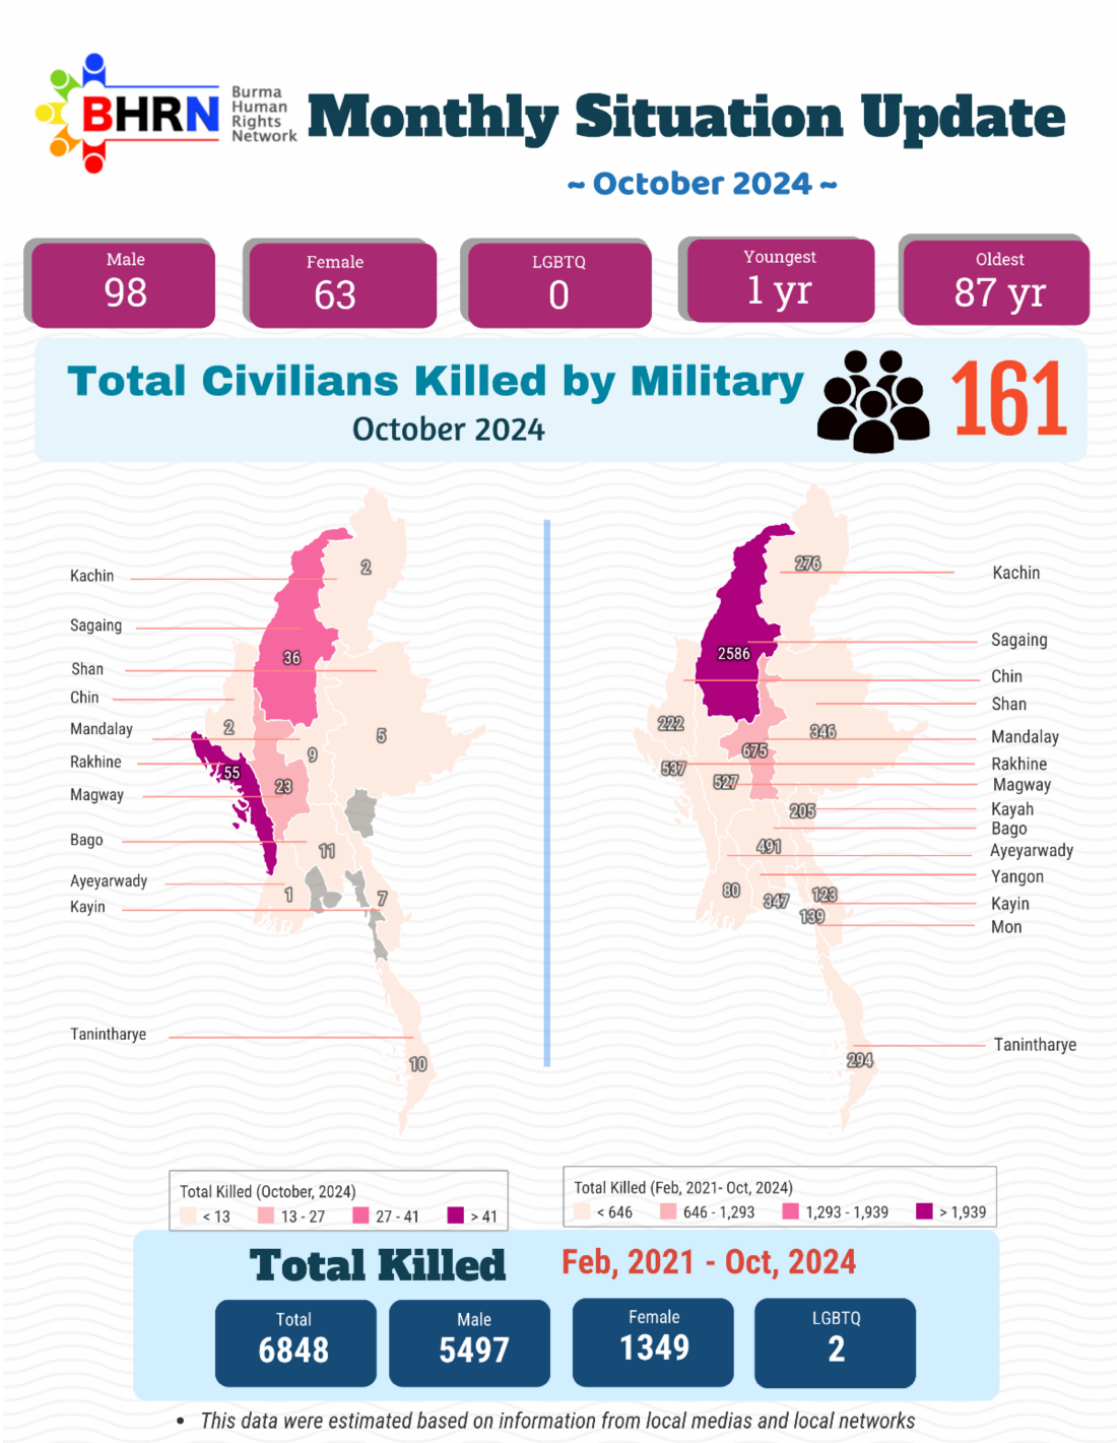 BHRN
Burma
Human
Rights
Network
Monthly Situation Update
~ October 2024 ~
Male
98
Female
63
LGBTQ
0
Youngest
1 yr
Oldest
87 yr
Total Civilians Killed by Military
October 2024
161
Kachin
Sagaing
Shan
Chin
Mandalay
Rakhine
Magway
Bago
Ayeyarwady
Kayin
Tanintharye
2
36
2
5
9
55
23
11
1
7
10
276
2586
222
346
675
537
527
205
491
80
347
123
139
294
Kachin
Sagaing
Chin
Shan
Mandalay
Rakhine
Magway
Kayah
Bago
Ayeyarwady
Yangon
Kayin
Mon
Tanintharye
Total Killed (October, 2024)
< 13 13 - 27 27 - 41 > 41
Total Killed (Feb, 2021- Oct, 2024)
< 646 646 - 1,293 1,293 - 1,939 > 1,939
Total Killed Feb, 2021 - Oct, 2024
Total
6848
Male
5497
Female
1349
LGBTQ
2
• This data were estimated based on information from local medias and local networks